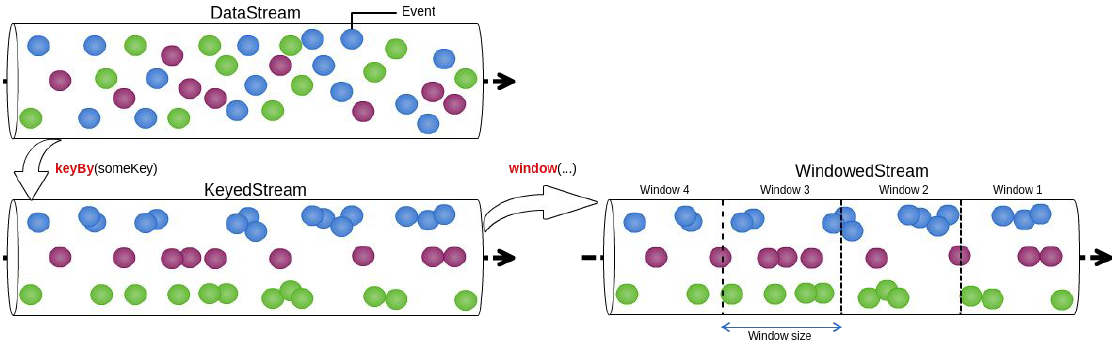 DataStream
Event
keyBy(someKey)
KeyedStream
window(...)
WindowedStream
Window 4
Window 3
Window 2
Window 1
Window size